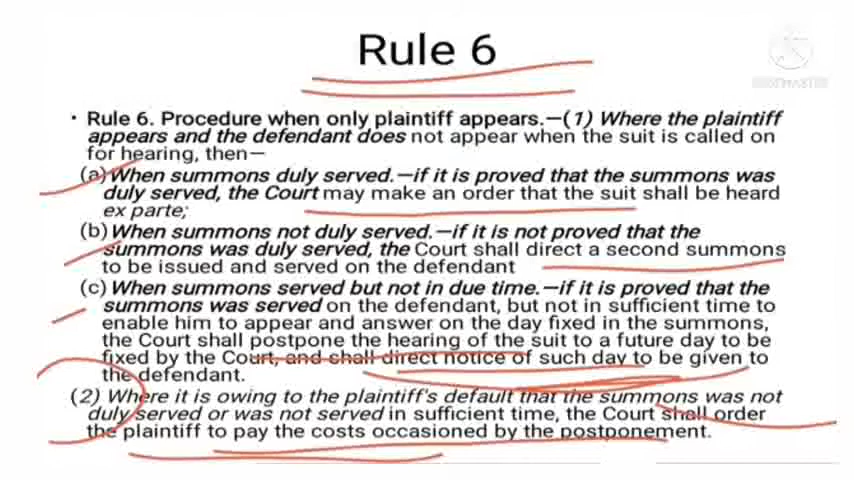 Rule 6
• Rule 6. Procedure when only plaintiff appears.—(1) Where the plaintiff
appears and the defendant does not appear when the suit is called on
for hearing, then—
(a) When summons duly served.—if it is proved that the summons was
duly served, the Court may make an order that the suit shall be heard
ex parte;
(b) When summons not duly served.—if it is not proved that the
summons was duly served, the Court shall direct a second summons
to be issued and served on the defendant
(c) When summons served but not in due time.—if it is proved that the
summons was served on the defendant, but not in sufficient time to
enable him to appear and answer on the day fixed in the summons,
the Court shall postpone the hearing of the suit to a future day to be
fixed by the Court, and shall direct notice of such day to be given to
the defendant.
(2) Where it is owing to the plaintiff's default that the summons was not
duly served or was not served in sufficient time, the Court shall order
the plaintiff to pay the costs occasioned by the postponement.